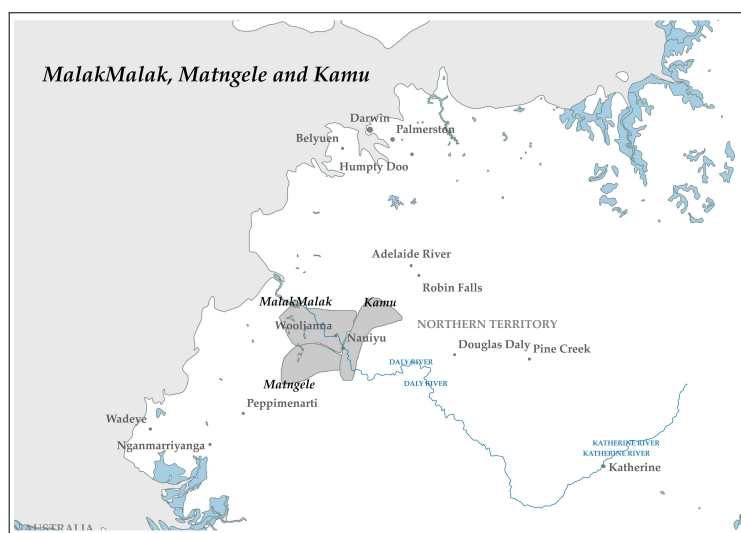 MalakMalak, Matngele and Kamu
Darwin
Palmerston
Belyuen
Humpty Doo
Adelaide River
Robin Falls
MalakMalak
Kamu
Woolianna
NORTHERN TERRITORY
Nauiyu
Douglas Daly
Pine Creek
DALY RIVER
DALY RIVER
Matngele
Peppimenarti
Wadeye
Nganmarriyanga
KATHERINE RIVER
KATHERINE RIVER
Katherine
AUSTRALIA